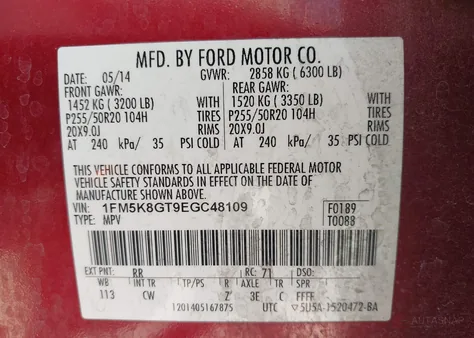 MFD. BY FORD MOTOR CO.
DATE: 05/14 GVWR: 2858 KG ( 6300 LB)
FRONT GAWR: REAR GAWR:
1452 KG ( 3200 LB) WITH 1520 KG ( 3350 LB) WITH
P255/50R20 104H TIRES P255/50R20 104H TIRES
20X9.0J RIMS 20X9.0J RIMS
AT 240 kPa/ 35 PSI COLD AT 240 kPa/ 35 PSI COLD
THIS VEHICLE CONFORMS TO ALL APPLICABLE FEDERAL MOTOR
VEHICLE SAFETY STANDARDS IN EFFECT ON THE DATE OF
MANUFACTURE SHOWN ABOVE.
VIN: 1FM5K8GT9EGC48109 F0189
TYPE: MPV T0088
EXT PNT: RR RC: 71 DSO:
WB INT TR TP/PS R AXLE TR SPR
113 CW Z 3E C FFFF
1201405167875 UTC 5U5A-1520472-BA
AUTOSNAP